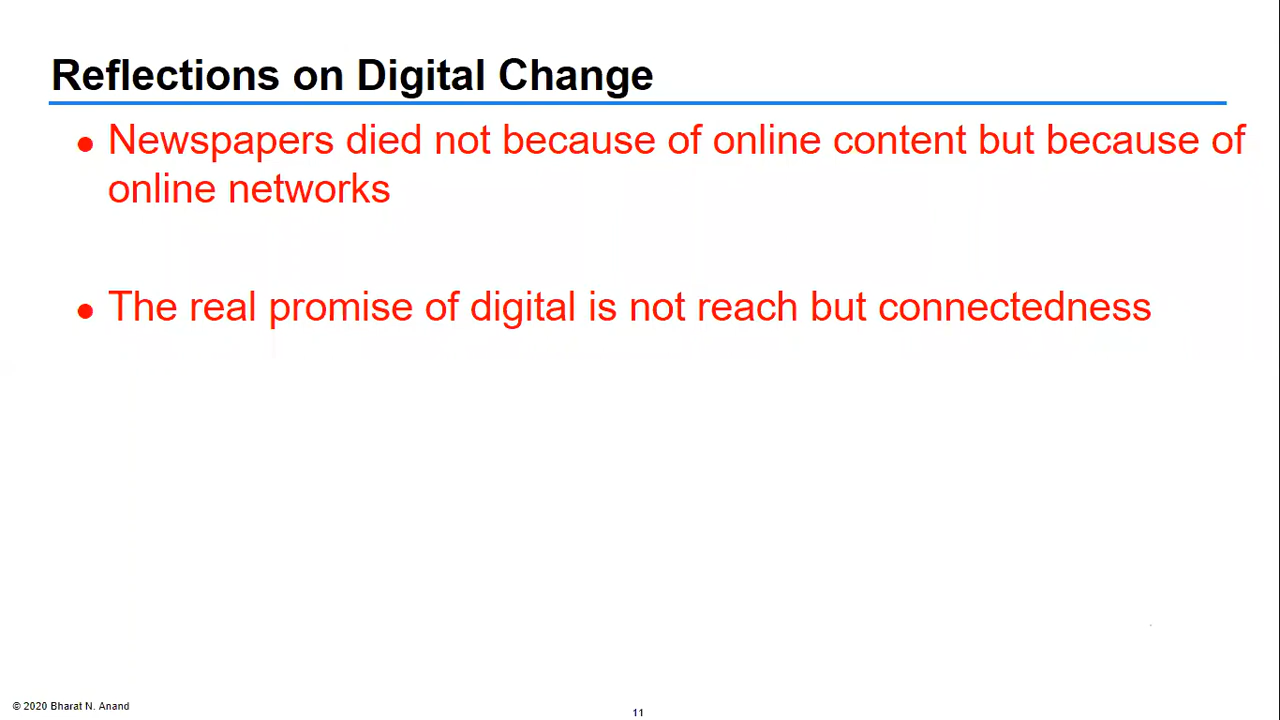 Reflections on Digital Change
● Newspapers died not because of online content but because of
online networks
● The real promise of digital is not reach but connectedness
© 2020 Bharat N. Anand
11